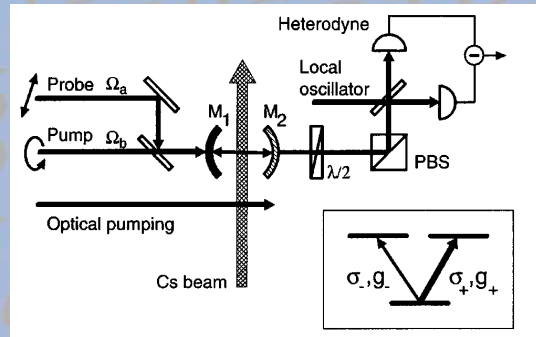 Heterodyne
Probe Ωa
Local
oscillator
M1
M2
Pump Ωb
λ/2
PBS
Optical pumping
Cs beam
σ-,g-
σ+,g+